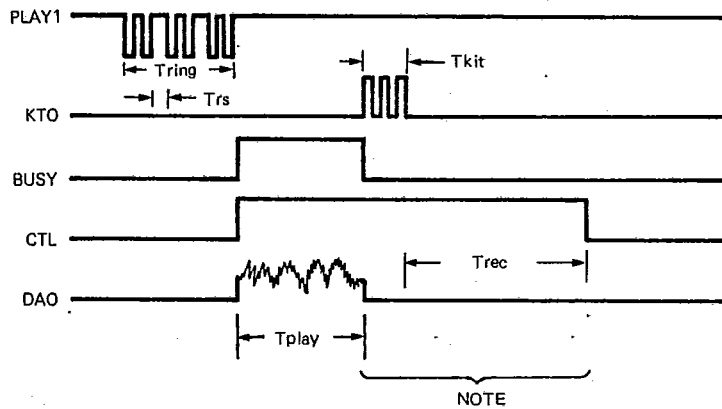 PLAY1
Tring
Tkit
Trs
KTO
BUSY
CTL
Trec
DAO
Tplay
NOTE